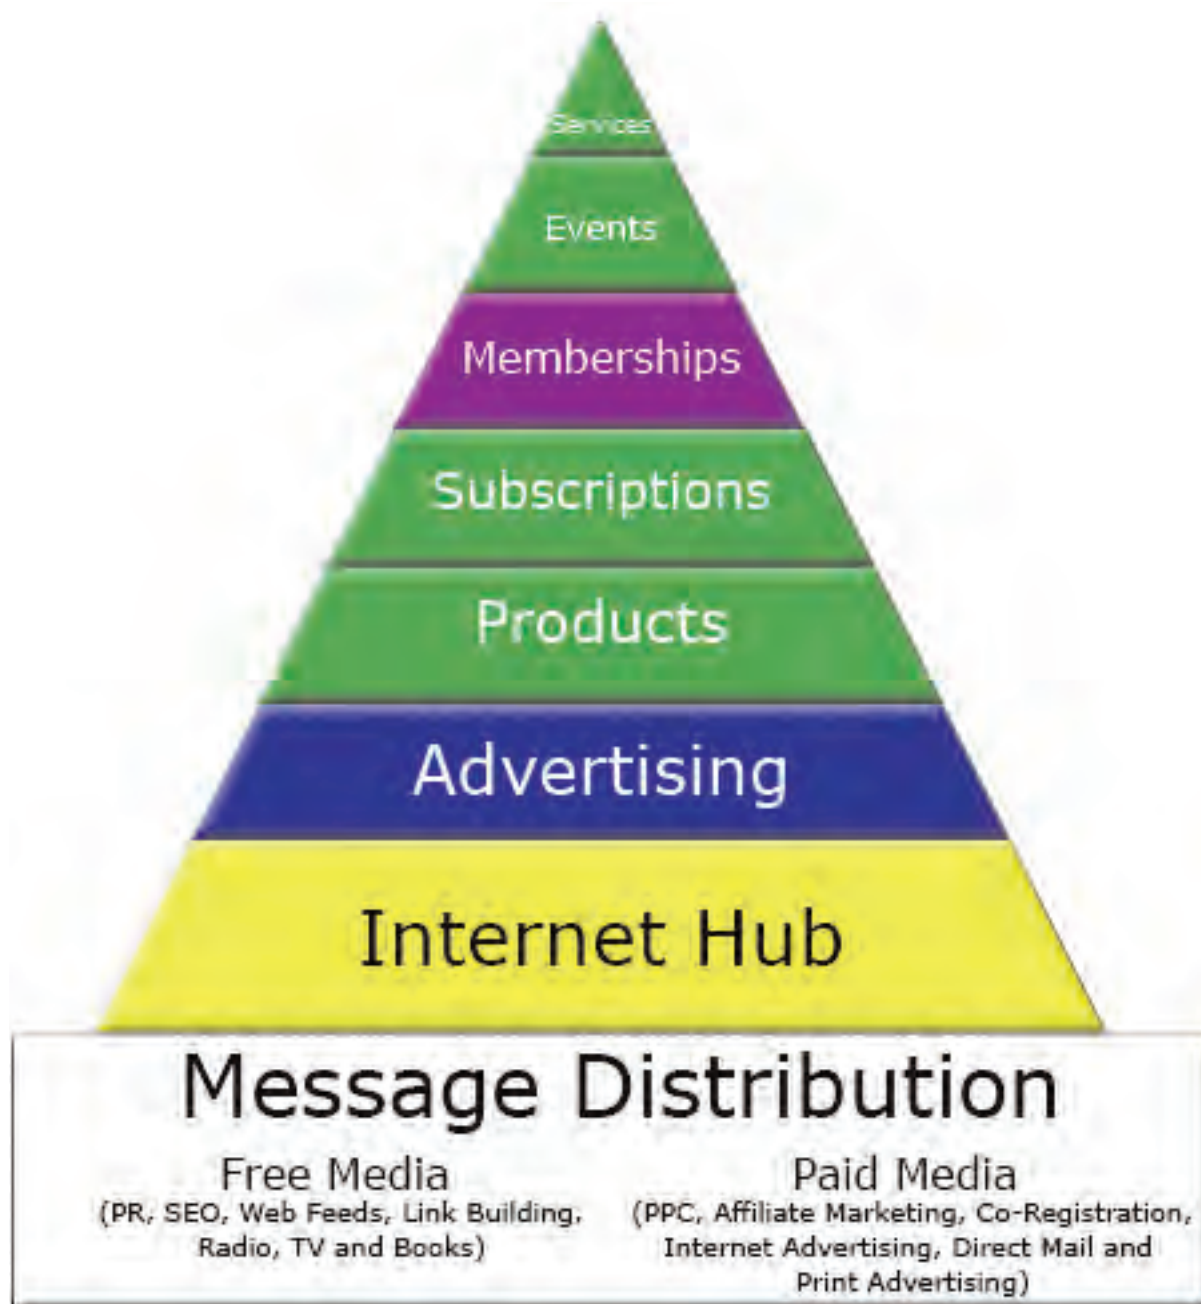 Services
Events
Memberships
Subscriptions
Products
Advertising
Internet Hub
Message Distribution
Free Media
(PR, SEO, Web Feeds, Link Building,
Radio, TV and Books)
Paid Media
(PPC, Affiliate Marketing, Co-Registration,
Internet Advertising, Direct Mail and
Print Advertising)